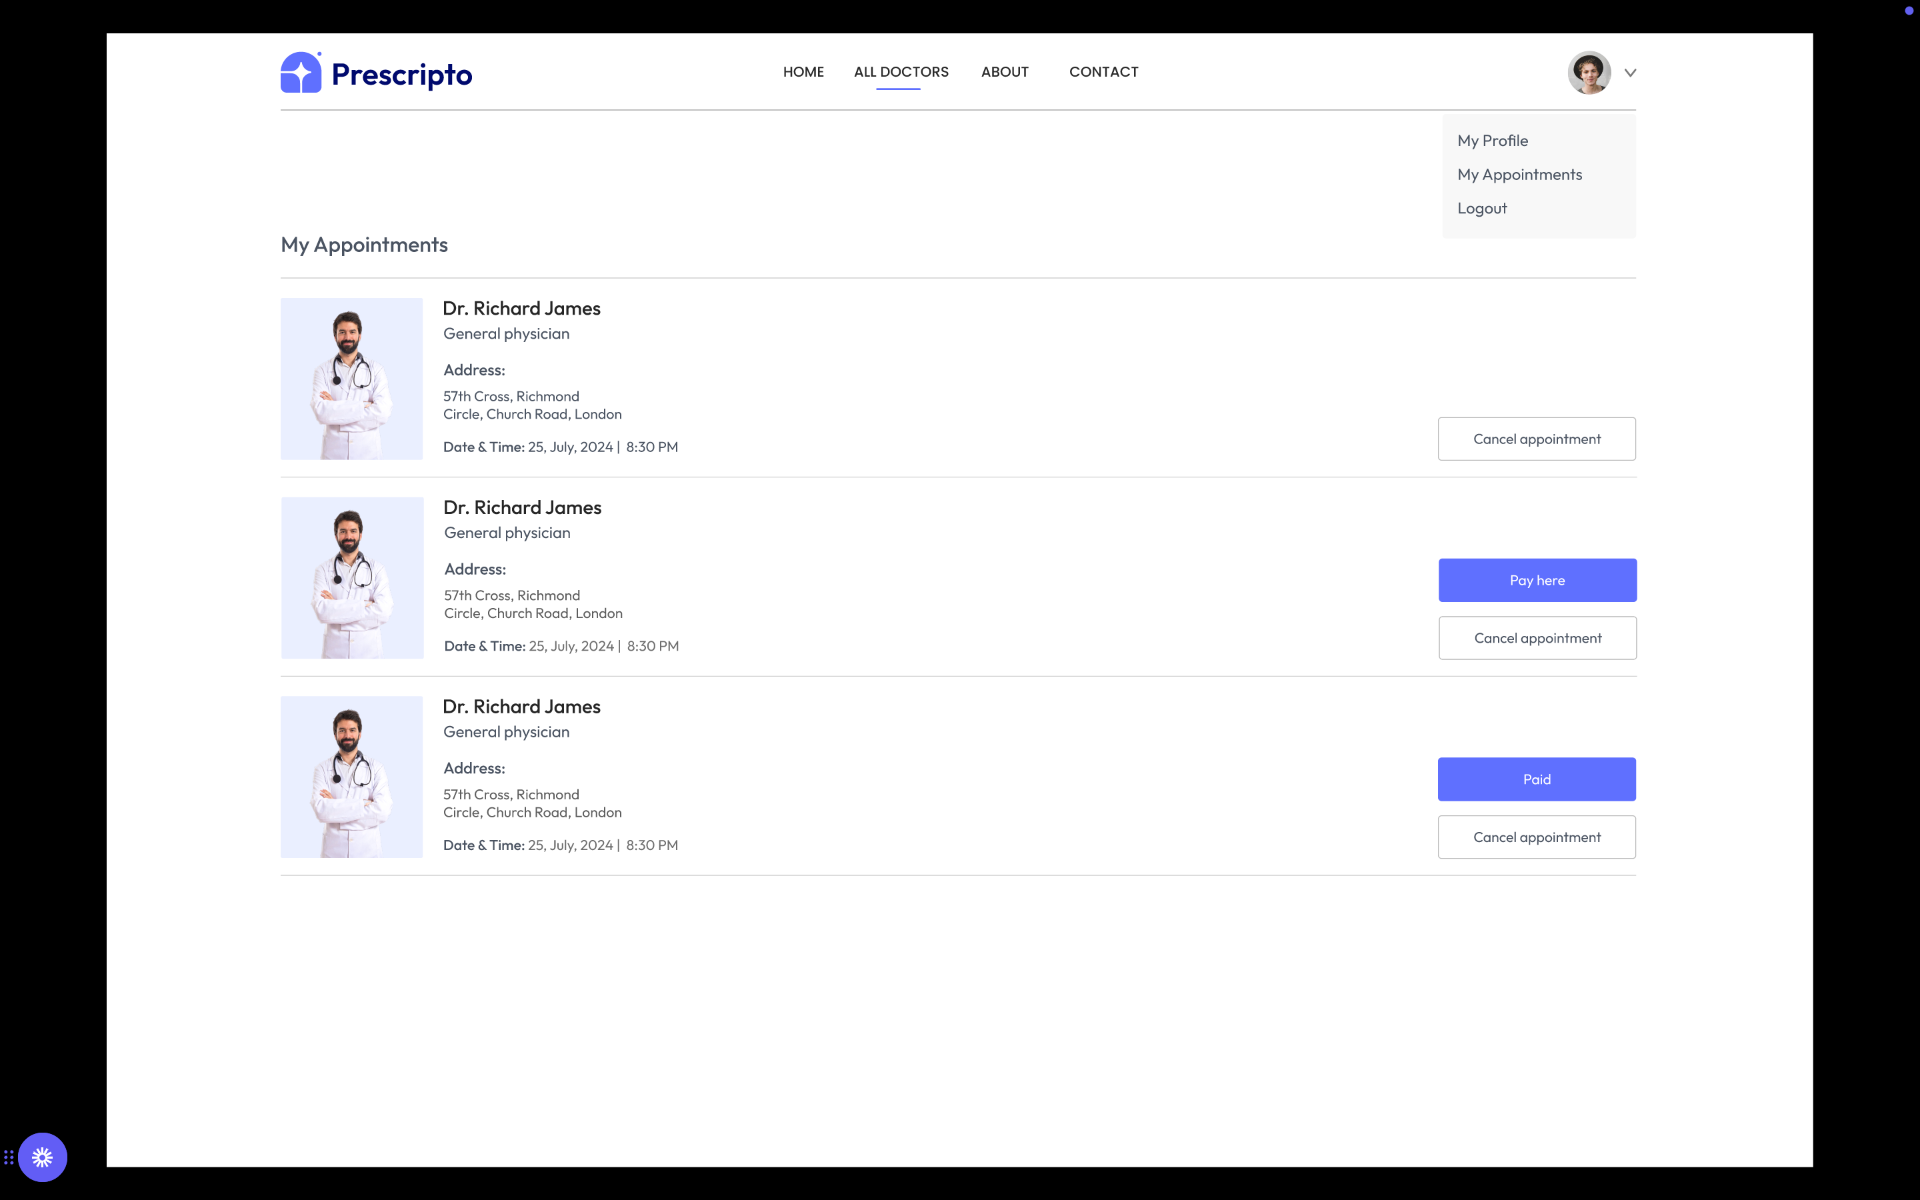 Prescripto
HOME
ALL DOCTORS
ABOUT
CONTACT
My Profile
My Appointments
Logout
My Appointments
Dr. Richard James
General physician
Address:
57th Cross, Richmond
Circle, Church Road, London
Date & Time: 25, July, 2024 | 8:30 PM
Cancel appointment
Dr. Richard James
General physician
Address:
57th Cross, Richmond
Circle, Church Road, London
Date & Time: 25, July, 2024 | 8:30 PM
Pay here
Cancel appointment
Dr. Richard James
General physician
Address:
57th Cross, Richmond
Circle, Church Road, London
Date & Time: 25, July, 2024 | 8:30 PM
Paid
Cancel appointment